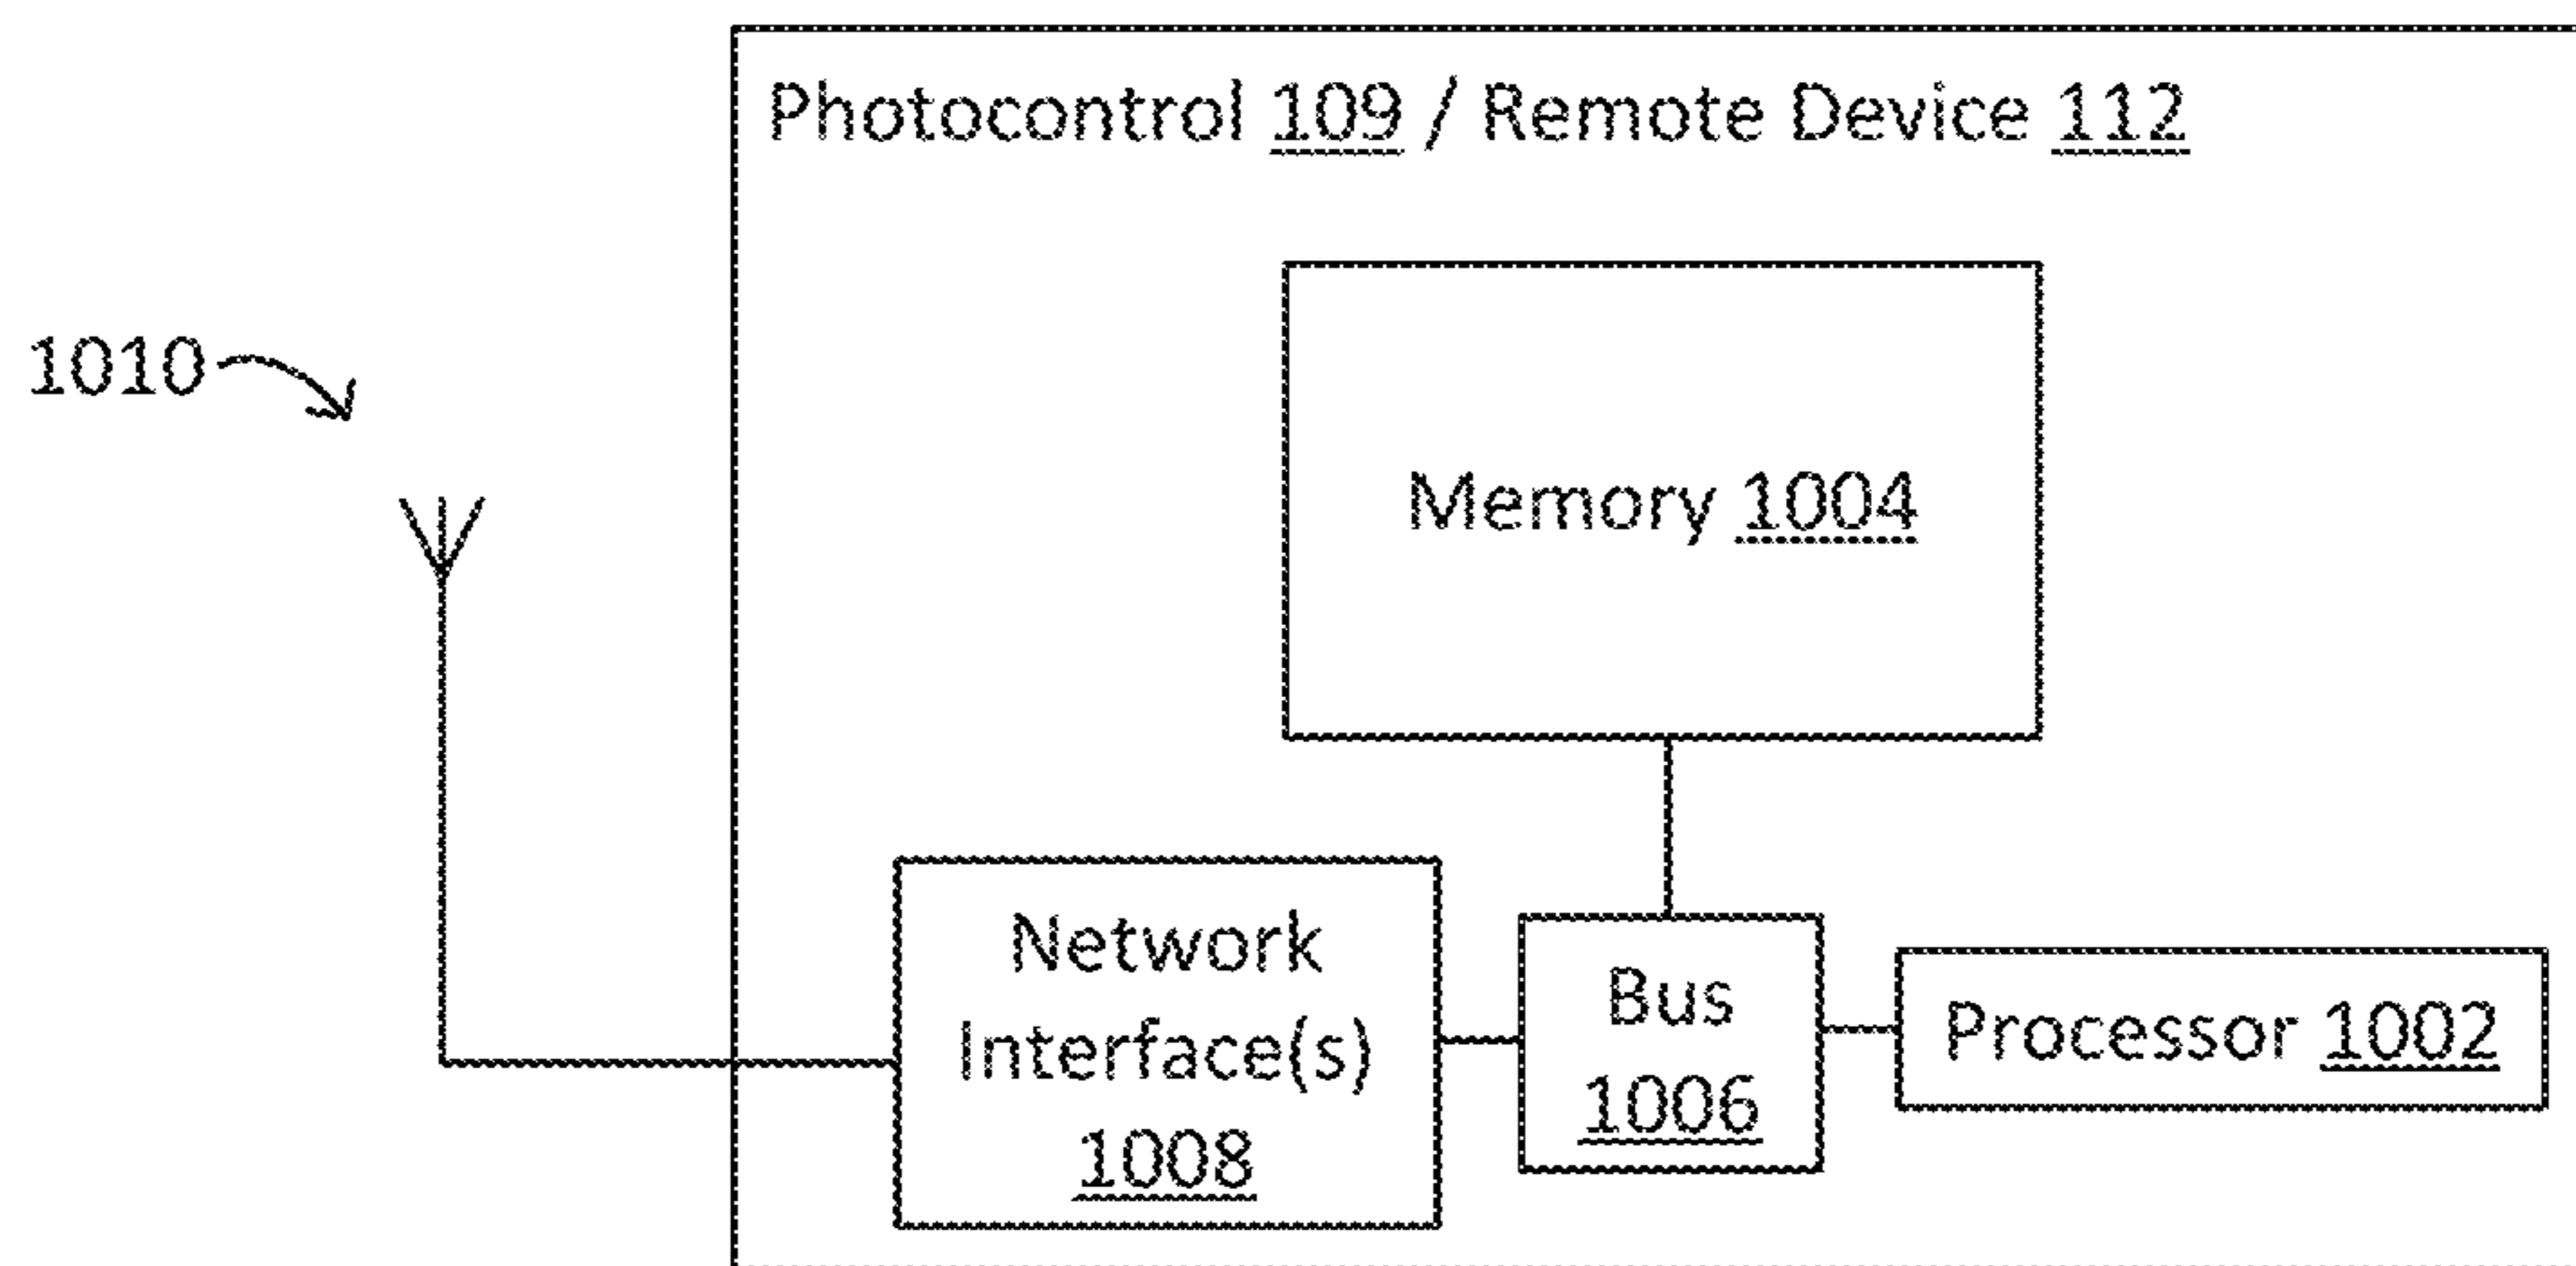 Photocontrol 109 / Remote Device 112
1010
Memory 1004
Network
Interface(s)
1008
Bus
1006
Processor 1002